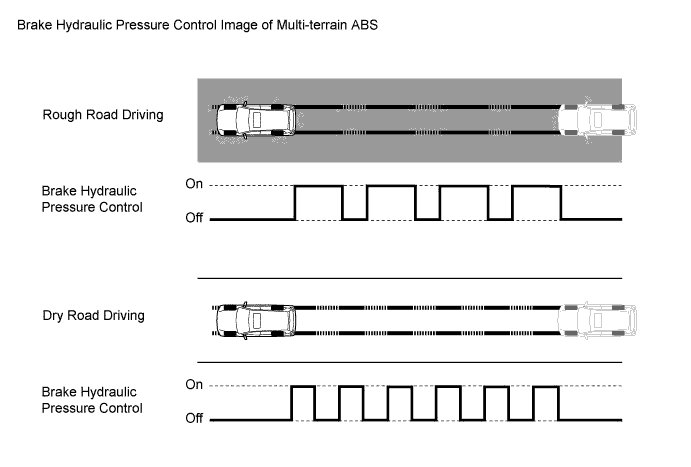 Brake Hydraulic Pressure Control Image of Multi-terrain ABS
Rough Road Driving
Brake Hydraulic
Pressure Control
On
Off
Dry Road Driving
Brake Hydraulic
Pressure Control
On
Off